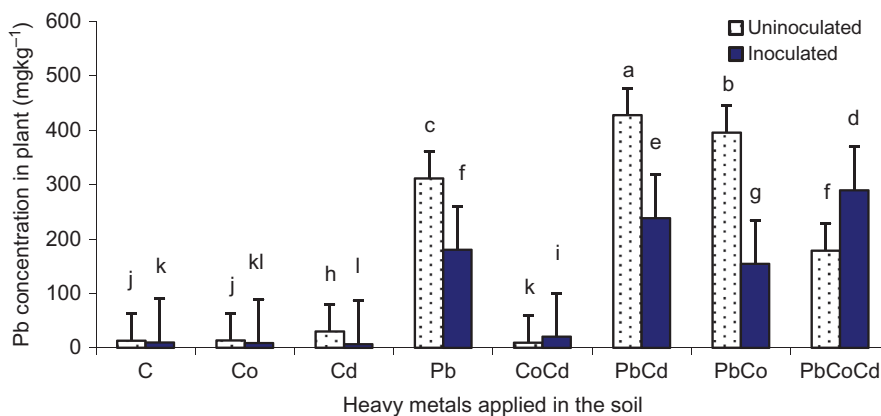 600
500
400
300
200
100
0
Pb concentration in plant (mgkg⁻¹)
Uninoculated
Inoculated
j k j kl h l c f k i a e b g f d
C Co Cd Pb CoCd PbCd PbCo PbCoCd
Heavy metals applied in the soil